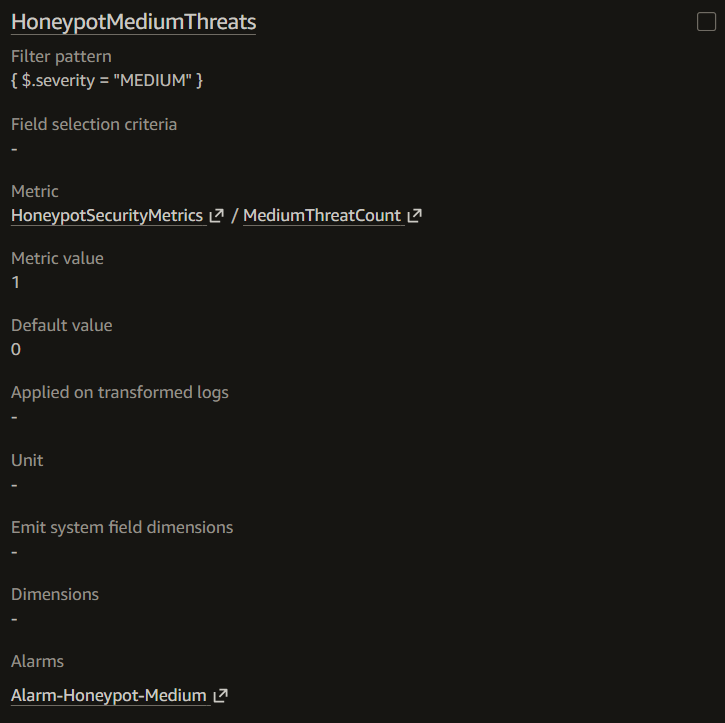 HoneypotMediumThreats
Filter pattern
{ $.severity = "MEDIUM" }
Field selection criteria
-
Metric
HoneypotSecurityMetrics / MediumThreatCount
Metric value
1
Default value
0
Applied on transformed logs
-
Unit
-
Emit system field dimensions
-
Dimensions
-
Alarms
Alarm-Honeypot-Medium